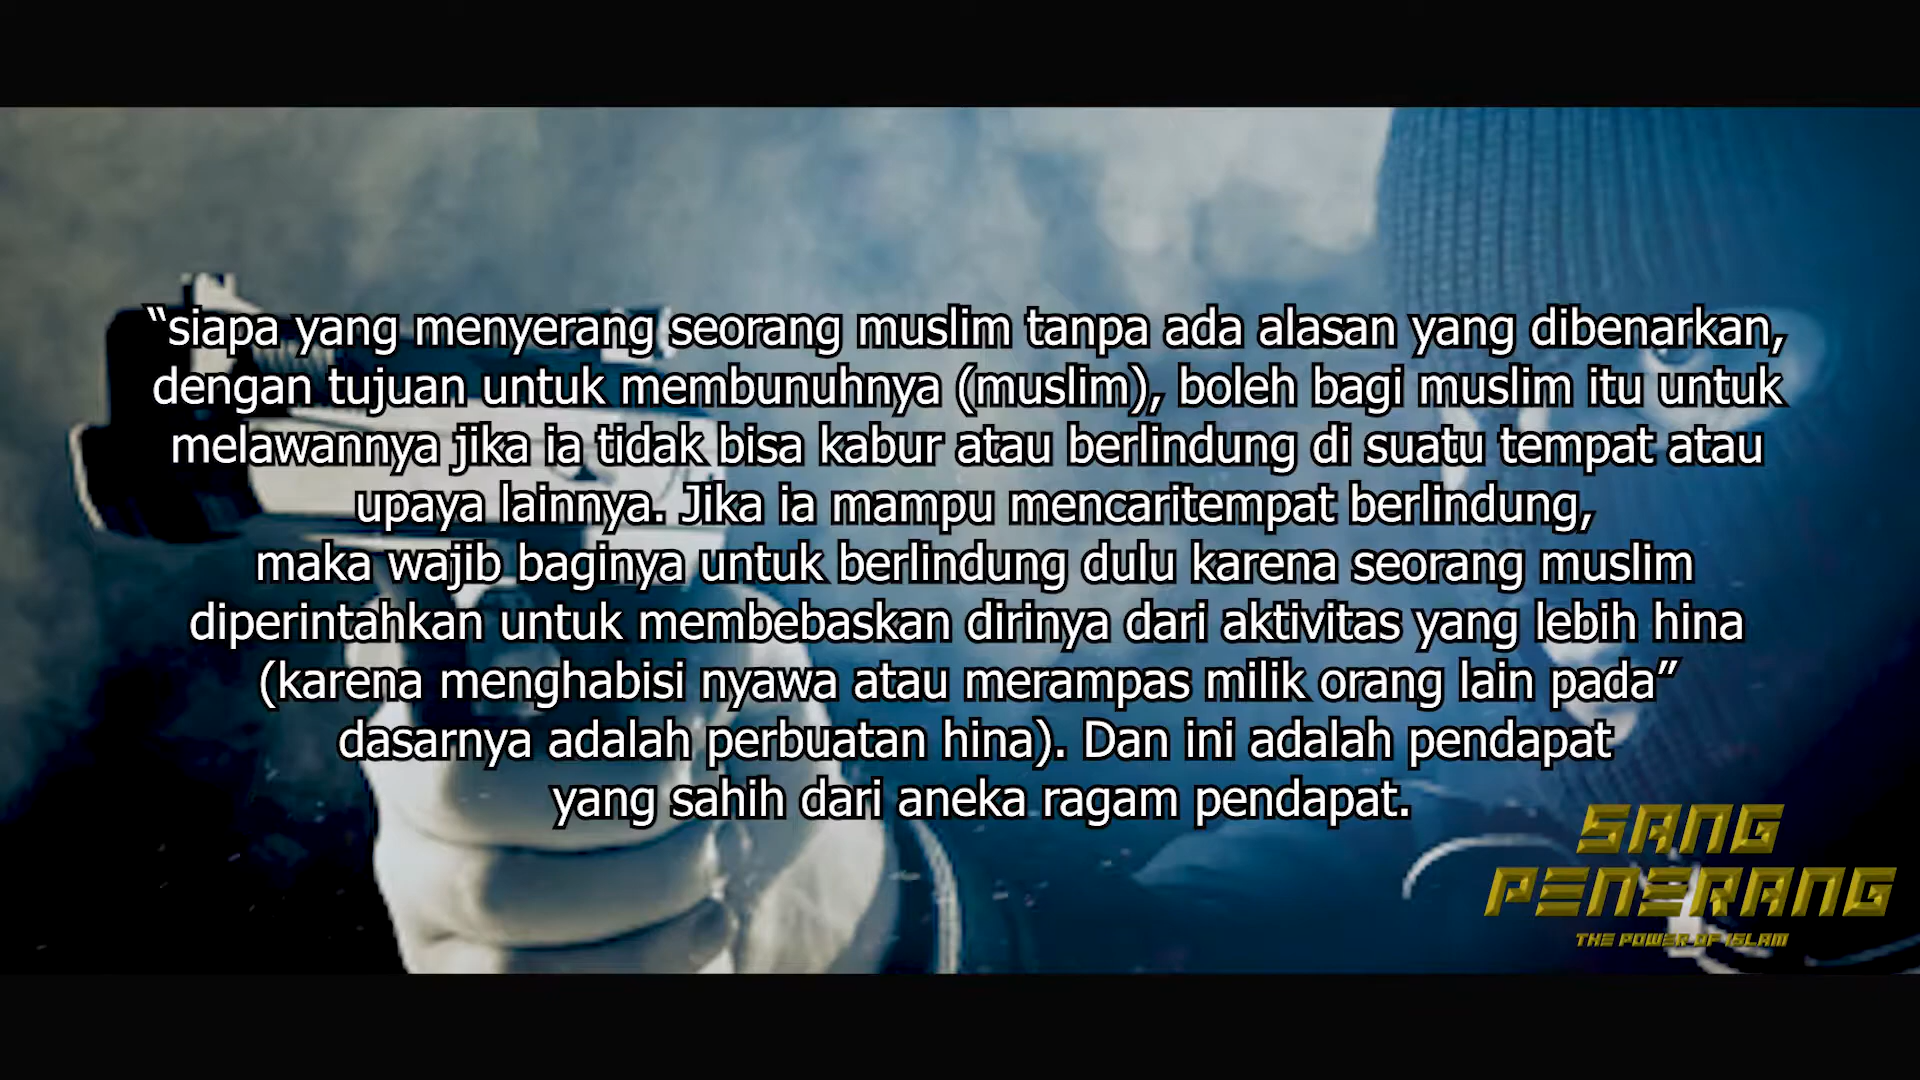 “siapa yang menyerang seorang muslim tanpa ada alasan yang dibenarkan,
dengan tujuan untuk membunuhnya (muslim), boleh bagi muslim itu untuk
melawannya jika ia tidak bisa kabur atau berlindung di suatu tempat atau
upaya lainnya. Jika ia mampu mencaritempat berlindung,
maka wajib baginya untuk berlindung dulu karena seorang muslim
diperintahkan untuk membebaskan dirinya dari aktivitas yang lebih hina
(karena menghabisi nyawa atau merampas milik orang lain pada”
dasarnya adalah perbuatan hina). Dan ini adalah pendapat
yang sahih dari aneka ragam pendapat.
SANG
PENERANG
THE POWER OF ISLAM